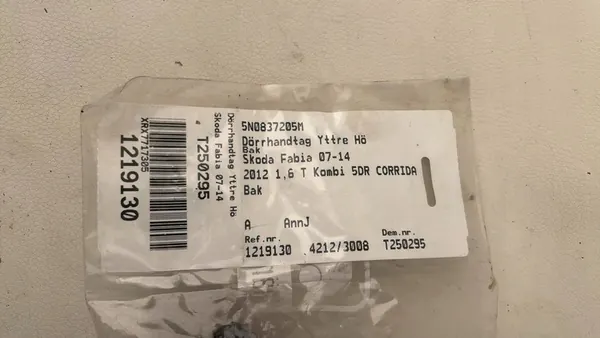 XRX7717305
1219130
T250295
Dörrhandtag Yttre Hö
Skoda Fabia 07-14
5N0837205M
Dörrhandtag Yttre Hö
Bak
Skoda Fabia 07-14
2012 1,6 T Kombi 5DR CORRIDA
Bak
A AnnJ
Ref.nr. Dem.nr.
1219130 .4212/3008 T250295